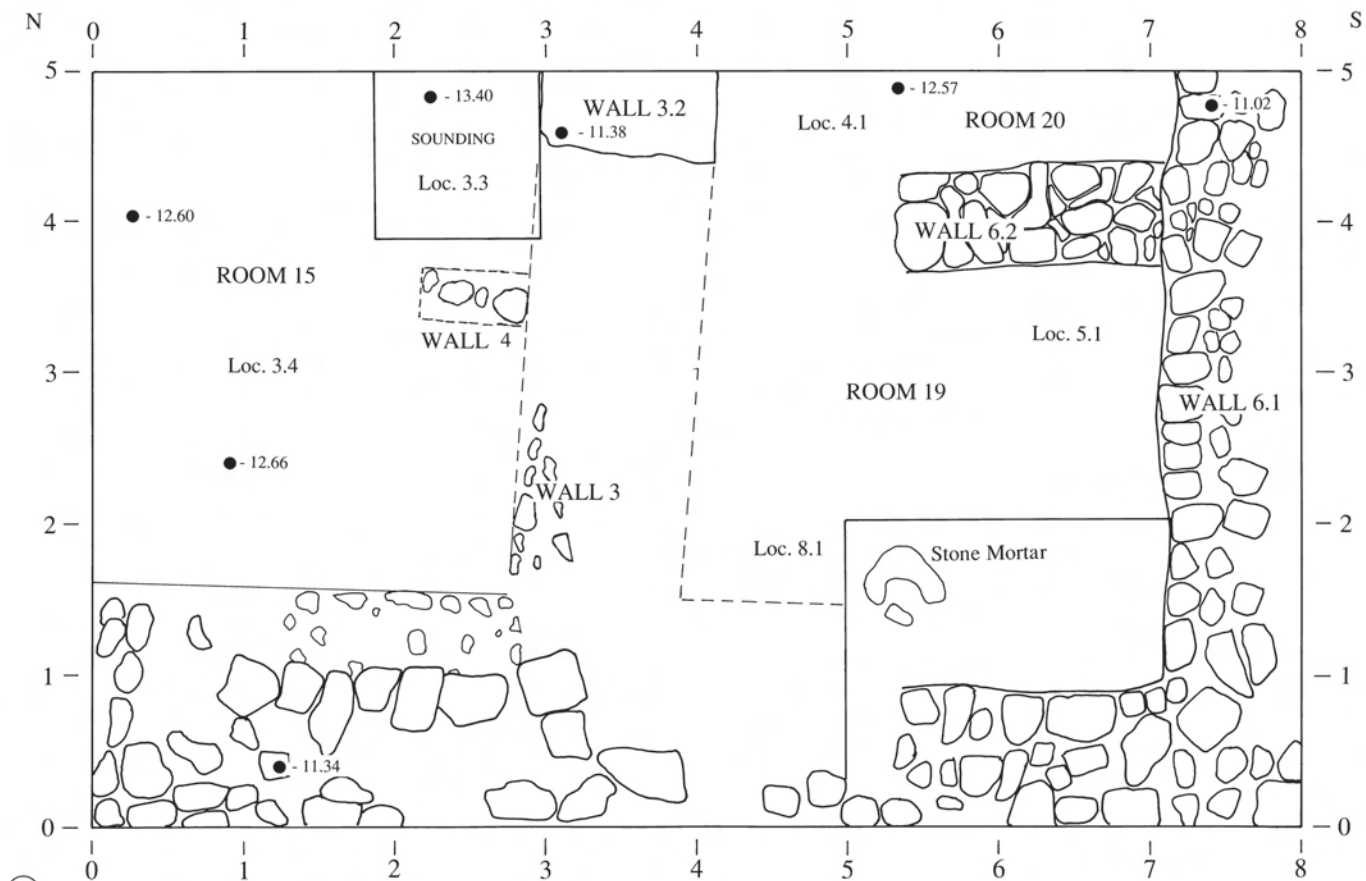 N 0 1 2 3 4 5 6 7 8 S
5 5
- 13.40 - 12.57 - 11.02
WALL 3.2
Loc. 4.1 ROOM 20
- 11.38
SOUNDING
Loc. 3.3
4 4
- 12.60
WALL 6.2
ROOM 15
Loc. 5.1
WALL 4
Loc. 3.4
3 3
ROOM 19
WALL 6.1
- 12.66
WALL 3
2 2
Loc. 8.1 Stone Mortar
1 1
- 11.34
0 0
0 1 2 3 4 5 6 7 8